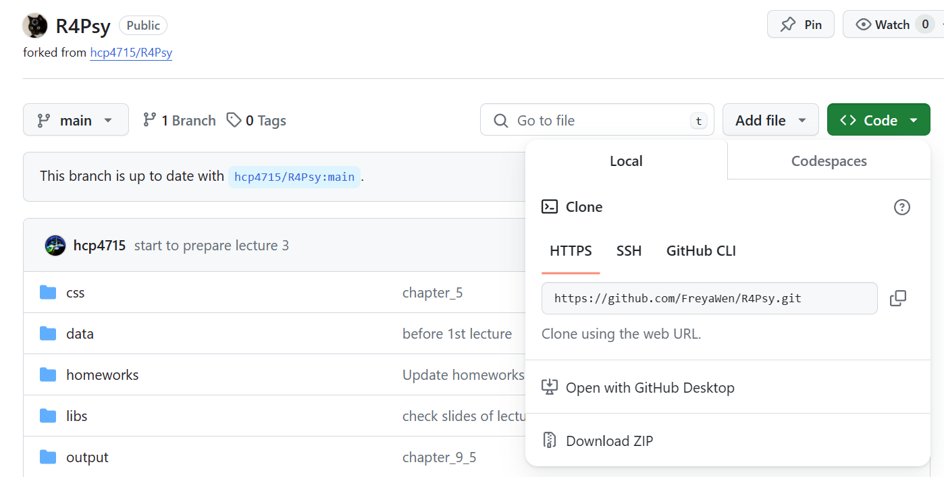 R4Psy Public Pin Watch 0
forked from hcp4715/R4Psy
main 1 Branch 0 Tags Go to file t Add file Code
This branch is up to date with hcp4715/R4Psy:main.
hcp4715 start to prepare lecture 3
css chapter_5
data before 1st lecture
homeworks Update homeworks
libs check slides of lectu
output chapter_9_5
Local Codespaces
Clone
HTTPS SSH GitHub CLI
https://github.com/FreyaWen/R4Psy.git
Clone using the web URL.
Open with GitHub Desktop
Download ZIP